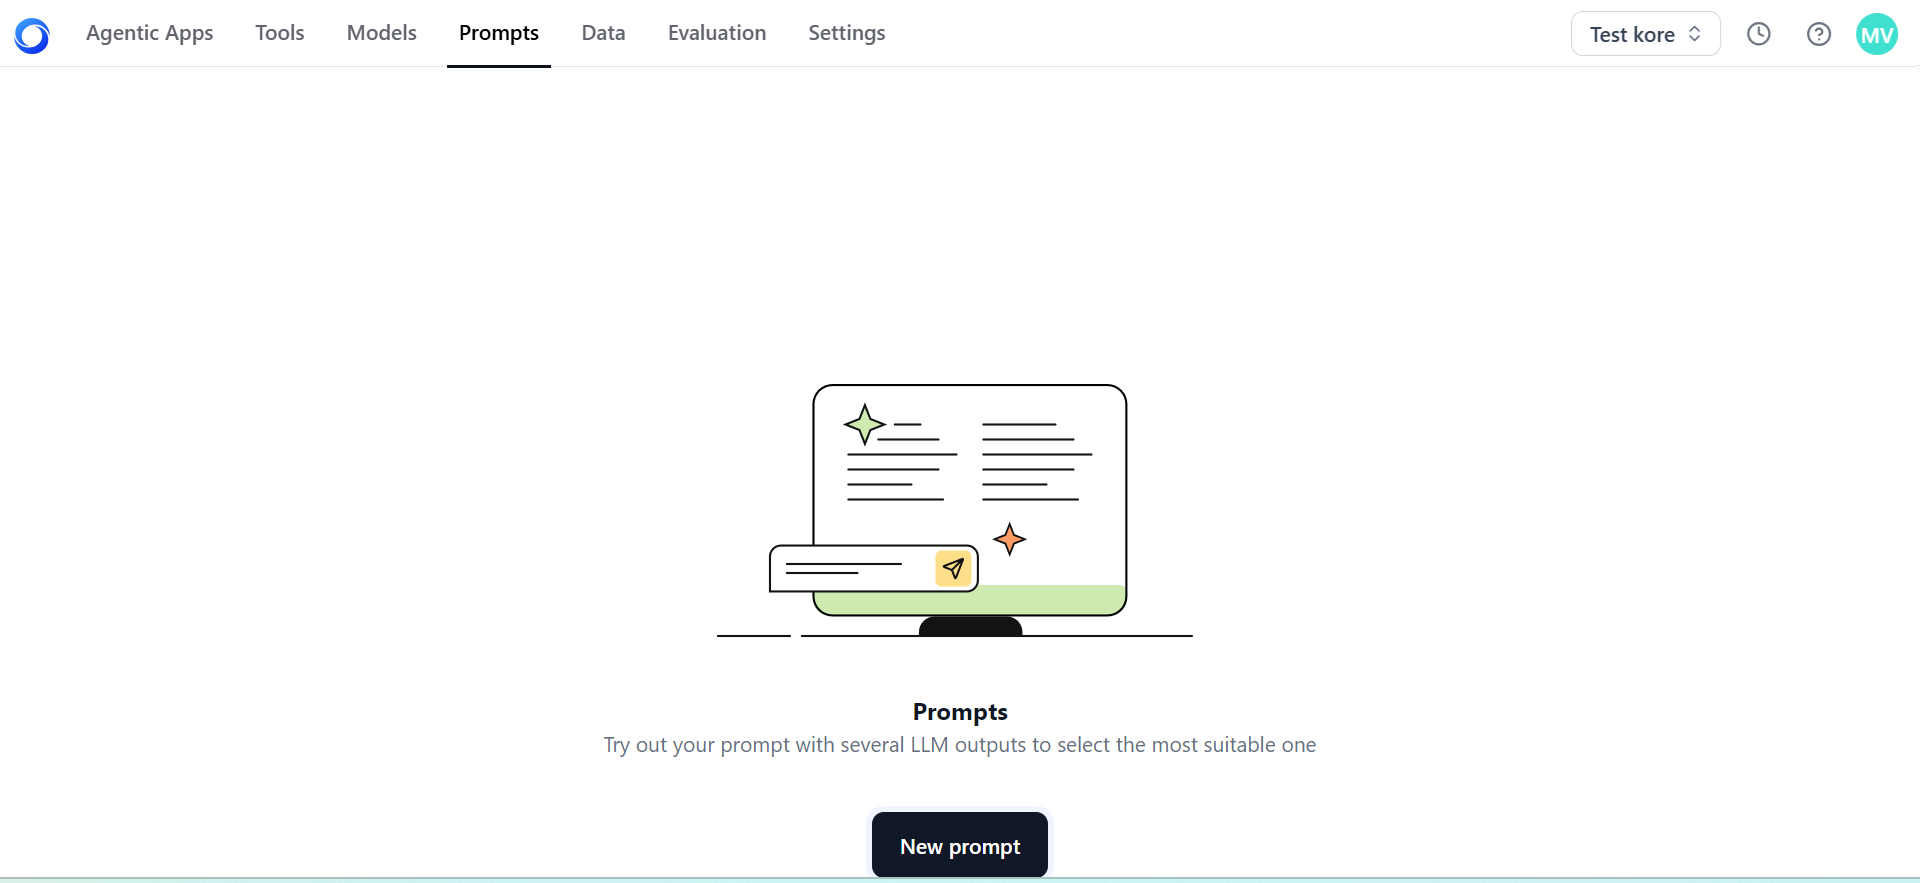 Agentic Apps Tools Models Prompts Data Evaluation Settings Test kore MV
Prompts
Try out your prompt with several LLM outputs to select the most suitable one
New prompt